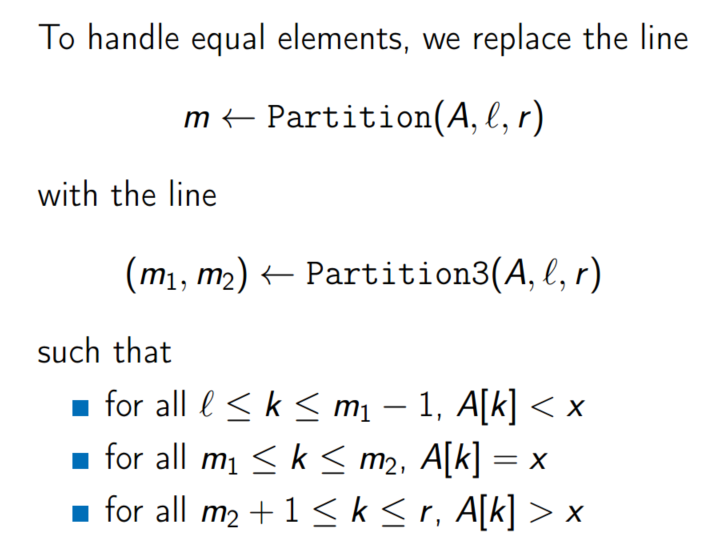 To handle equal elements, we replace the line
m ← Partition(A, ℓ, r)
with the line
(m₁, m₂) ← Partition3(A, ℓ, r)
such that
for all ℓ ≤ k ≤ m₁ − 1, A[k] < x
for all m₁ ≤ k ≤ m₂, A[k] = x
for all m₂ + 1 ≤ k ≤ r, A[k] > x